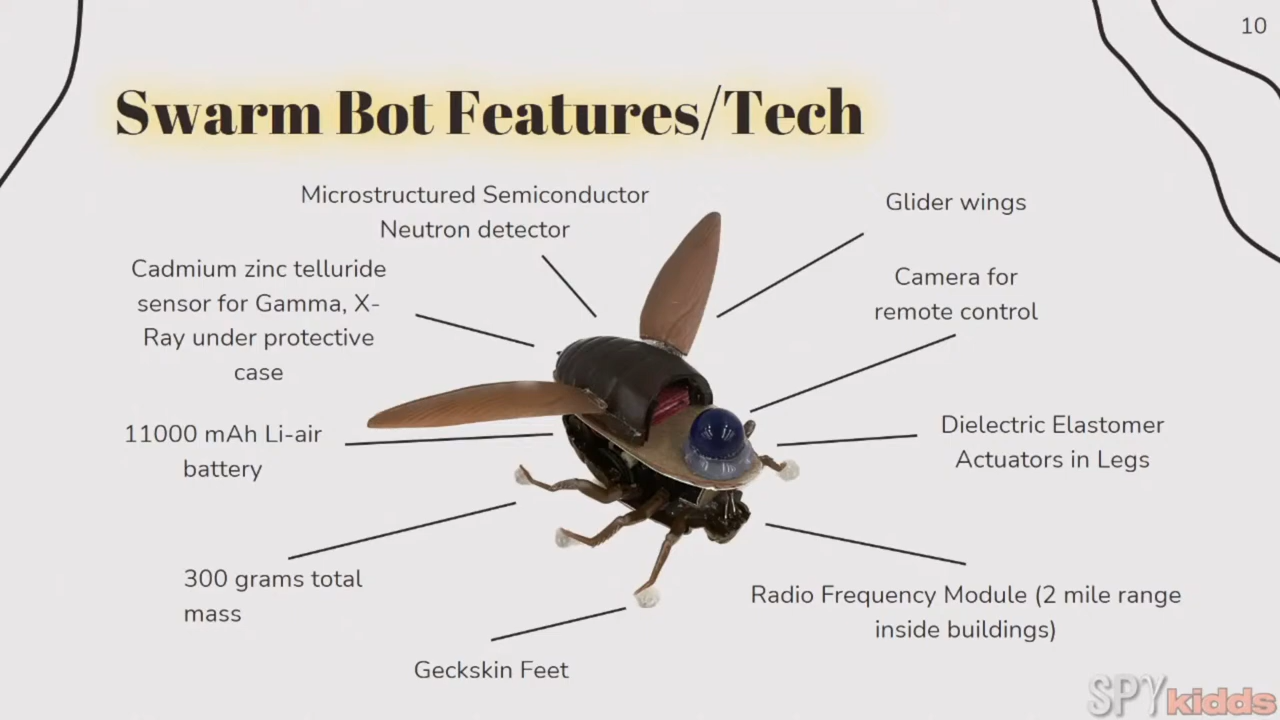 10
Swarm Bot Features/Tech
Microstructured Semiconductor
Neutron detector
Glider wings
Cadmium zinc telluride
sensor for Gamma, X-
Ray under protective
case
Camera for
remote control
11000 mAh Li-air
battery
Dielectric Elastomer
Actuators in Legs
300 grams total
mass
Radio Frequency Module (2 mile range
inside buildings)
Geckskin Feet
SPY kidds